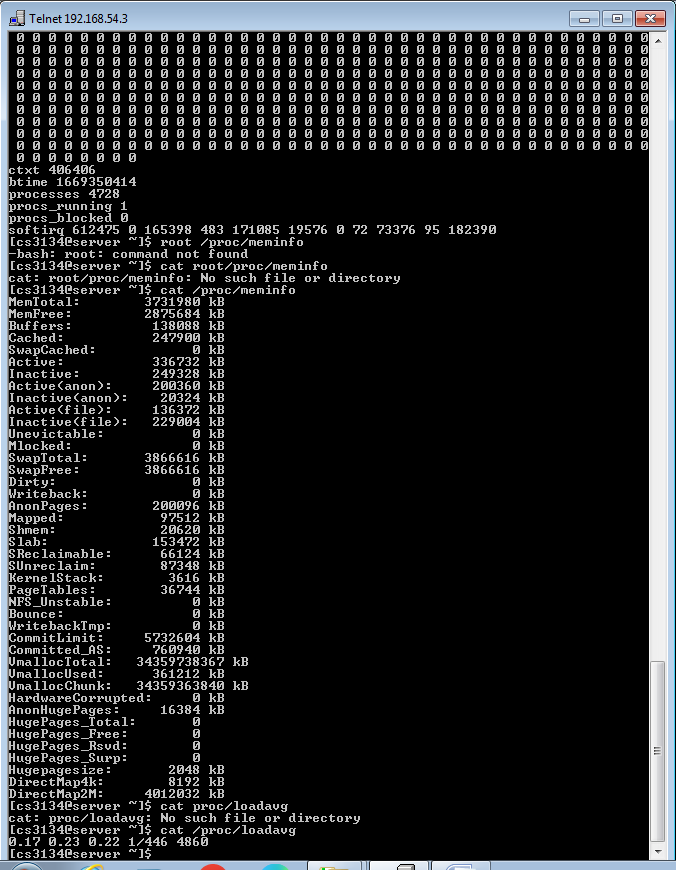 Telnet 192.168.54.3
0 0 0 0 0 0 0 0 0 0 0 0 0 0 0 0 0 0 0 0 0 0 0 0 0 0 0 0 0 0 0 0 0 0 0 0 0 0 0 0
0 0 0 0 0 0 0 0 0 0 0 0 0 0 0 0 0 0 0 0 0 0 0 0 0 0 0 0 0 0 0 0 0 0 0 0 0 0 0 0
0 0 0 0 0 0 0 0 0 0 0 0 0 0 0 0 0 0 0 0 0 0 0 0 0 0 0 0 0 0 0 0 0 0 0 0 0 0 0 0
0 0 0 0 0 0 0 0 0 0 0 0 0 0 0 0 0 0 0 0 0 0 0 0 0 0 0 0 0 0 0 0 0 0 0 0 0 0 0 0
0 0 0 0 0 0 0 0 0 0 0 0 0 0 0 0 0 0 0 0 0 0 0 0 0 0 0 0 0 0 0 0 0 0 0 0 0 0 0 0
0 0 0 0 0 0 0 0 0 0 0 0 0 0 0 0 0 0 0 0 0 0 0 0 0 0 0 0 0 0 0 0 0 0 0 0 0 0 0 0
0 0 0 0 0 0 0 0 0 0 0 0 0 0 0 0 0 0 0 0 0 0 0 0 0 0 0 0 0 0 0 0 0 0 0 0 0 0 0 0
0 0 0 0 0 0 0 0 0 0 0 0 0 0 0 0 0 0 0 0 0 0 0 0 0 0 0 0 0 0 0 0 0 0 0 0 0 0 0 0
0 0 0 0 0 0 0 0 0 0 0 0 0 0 0 0 0 0 0 0 0 0 0 0 0 0 0 0 0 0 0 0 0 0 0 0 0 0 0 0
0 0 0 0 0 0 0 0 0 0 0 0 0 0 0 0 0 0 0 0 0 0 0 0 0 0 0 0 0 0 0 0 0 0 0 0 0 0 0 0
0 0 0 0 0 0 0 0
ctxt 406406
btime 1669350414
processes 4728
procs_running 1
procs_blocked 0
softirq 612475 0 165398 483 171085 19576 0 72 73376 95 182390
[cs3134@server ~]$ root /proc/meminfo
-bash: root: command not found
[cs3134@server ~]$ cat root/proc/meminfo
cat: root/proc/meminfo: No such file or directory
[cs3134@server ~]$ cat /proc/meminfo
MemTotal: 3731980 kB
MemFree: 2875684 kB
Buffers: 138088 kB
Cached: 247900 kB
SwapCached: 0 kB
Active: 336732 kB
Inactive: 249328 kB
Active(anon): 200360 kB
Inactive(anon): 20324 kB
Active(file): 136372 kB
Inactive(file): 229004 kB
Unevictable: 0 kB
Mlocked: 0 kB
SwapTotal: 3866616 kB
SwapFree: 3866616 kB
Dirty: 0 kB
Writeback: 0 kB
AnonPages: 200096 kB
Mapped: 97512 kB
Shmem: 20620 kB
Slab: 153472 kB
SReclaimable: 66124 kB
SUnreclaim: 87348 kB
KernelStack: 3616 kB
PageTables: 36744 kB
NFS_Unstable: 0 kB
Bounce: 0 kB
WritebackTmp: 0 kB
CommitLimit: 5732604 kB
Committed_AS: 760940 kB
VmallocTotal: 34359738367 kB
VmallocUsed: 361212 kB
VmallocChunk: 34359363840 kB
HardwareCorrupted: 0 kB
AnonHugePages: 16384 kB
HugePages_Total: 0
HugePages_Free: 0
HugePages_Rsvd: 0
HugePages_Surp: 0
Hugepagesize: 2048 kB
DirectMap4k: 8192 kB
DirectMap2M: 4012032 kB
[cs3134@server ~]$ cat proc/loadavg
cat: proc/loadavg: No such file or directory
[cs3134@server ~]$ cat /proc/loadavg
0.17 0.23 0.22 1/446 4860
[cs3134@server ~]$